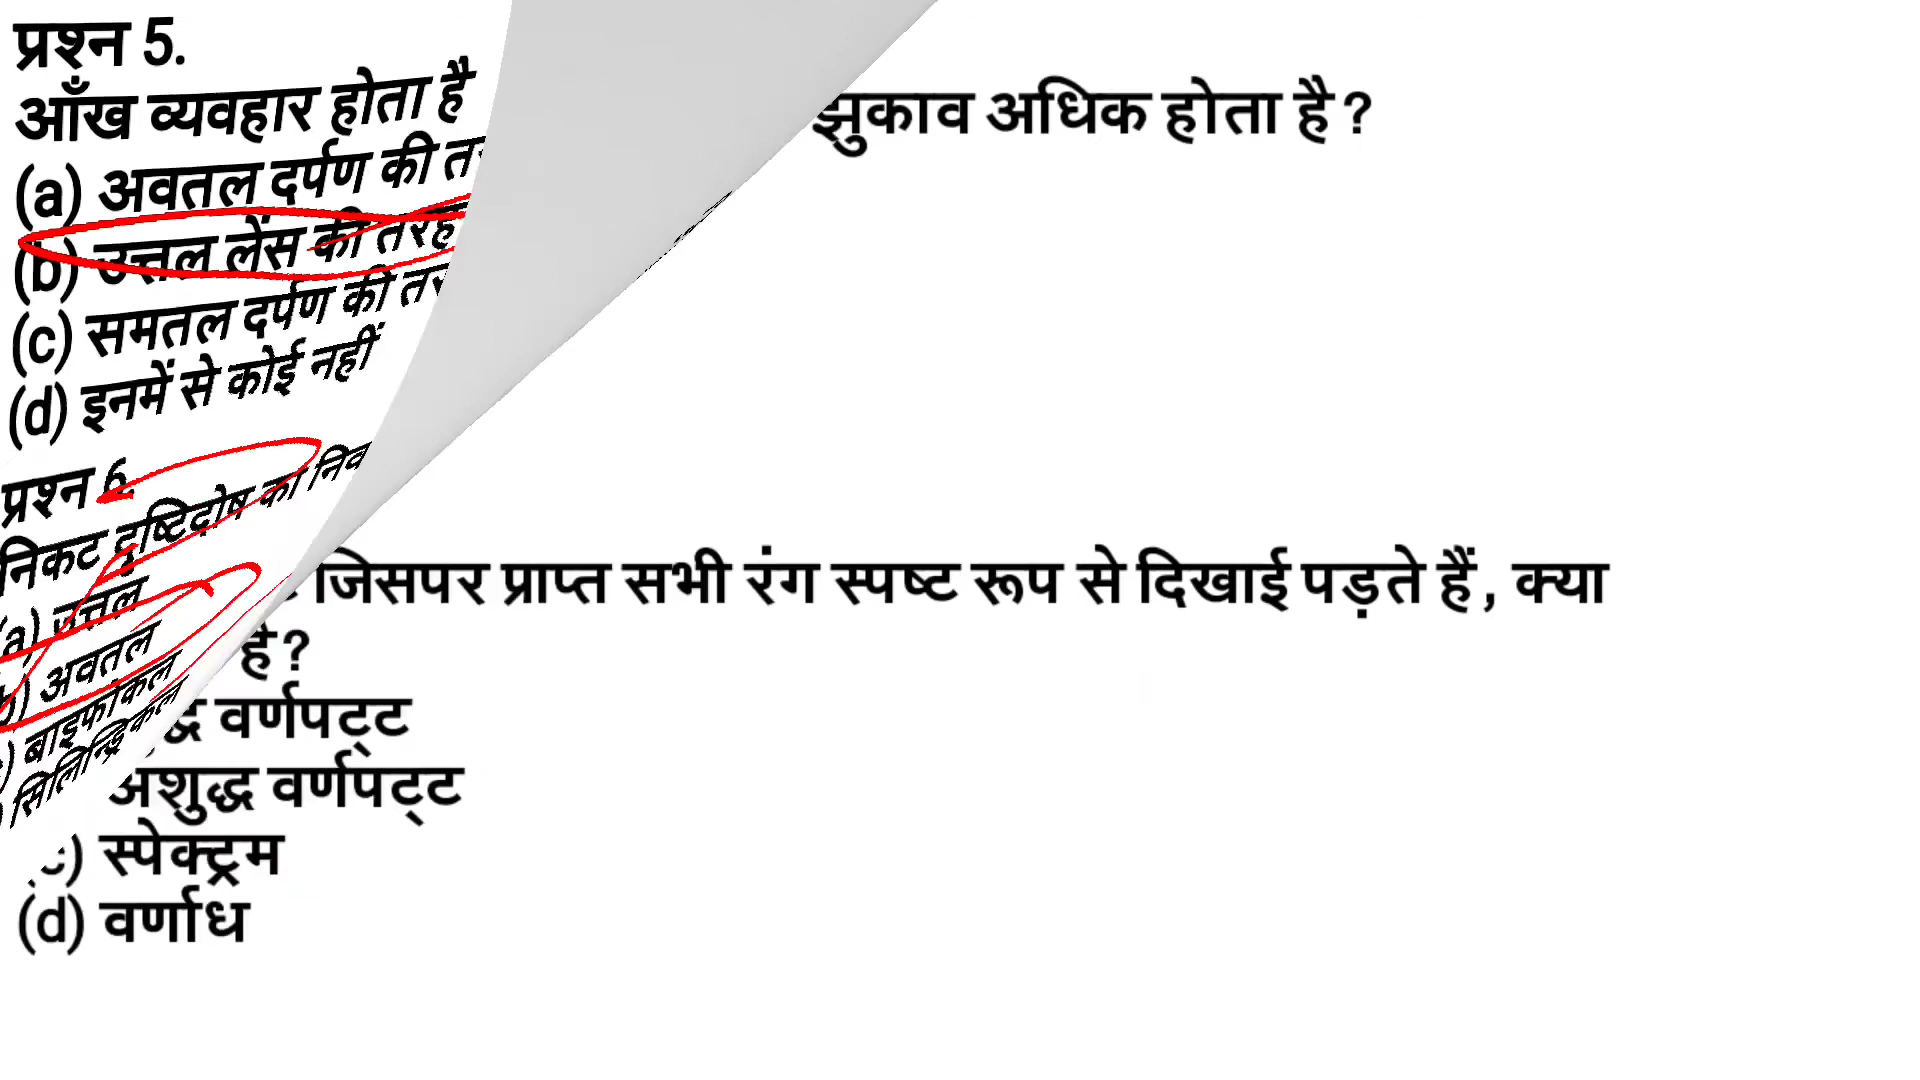 प्रश्न 5.
आँख व्यवहार होता है
(a) अवतल दर्पण की
(b) उत्तल लेंस की तरह
(c) समतल दर्पण की
(d) इनमें से कोई नहीं
प्रश्न 6.
निकट दृष्टिदोष का
(a) उत्तल
(b) अवतल
बाइफोकल
सिलिन्ड्रिकल
झुकाव अधिक होता है?
जिसपर प्राप्त सभी रंग स्पष्ट रूप से दिखाई पड़ते हैं, क्या
है?
वर्णपट्ट
अशुद्ध वर्णपट्ट
(c) स्पेक्ट्रम
(d) वर्णाध